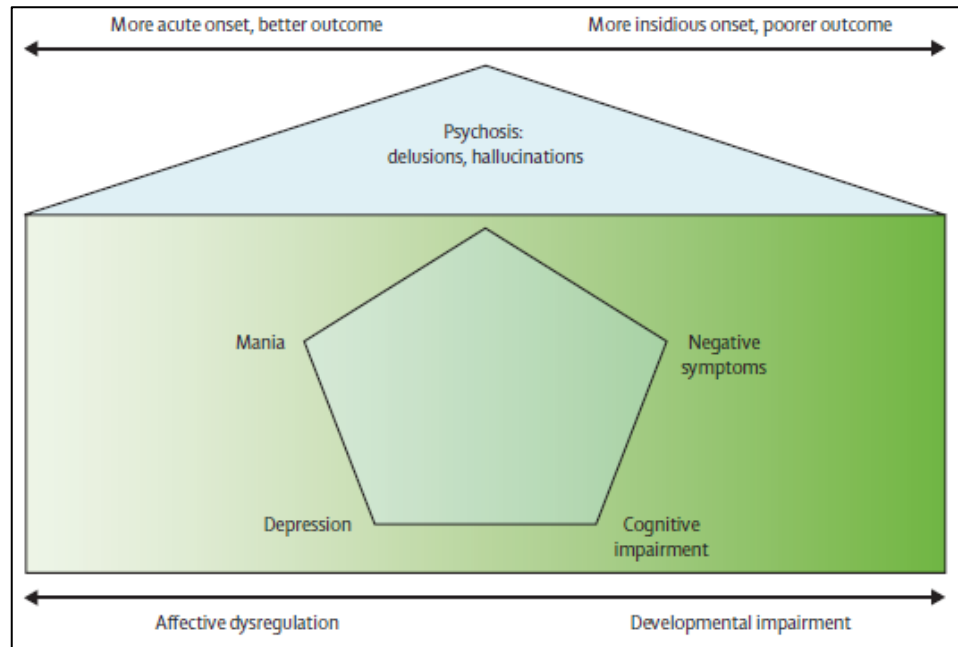 More acute onset, better outcome
More insidious onset, poorer outcome
Psychosis:
delusions, hallucinations
Mania
Negative
symptoms
Depression
Cognitive
impairment
Affective dysregulation
Developmental impairment